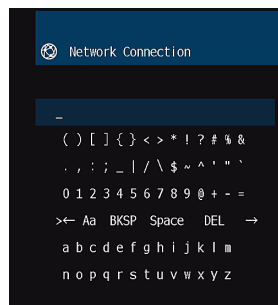 Network Connection
_
( ) [ ] { } < > * ! ? # % &
. , : ; _ | / \ $ ~ ^ ' " `
0 1 2 3 4 5 6 7 8 9 @ + - =
>← Aa BKSP Space DEL →
a b c d e f g h i j k l m
n o p q r s t u v w x y z